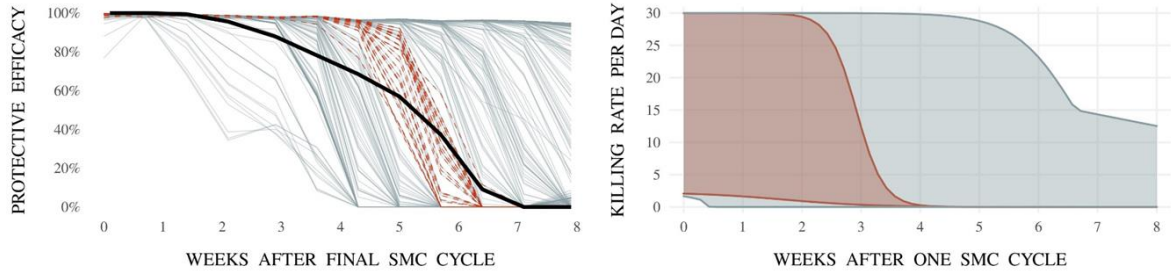 PROTECTIVE EFFICACY
100%
80%
60%
40%
20%
0%
0 1 2 3 4 5 6 7 8
WEEKS AFTER FINAL SMC CYCLE
KILLING RATE PER DAY
30
25
20
15
10
5
0
0 1 2 3 4 5 6 7 8
WEEKS AFTER ONE SMC CYCLE